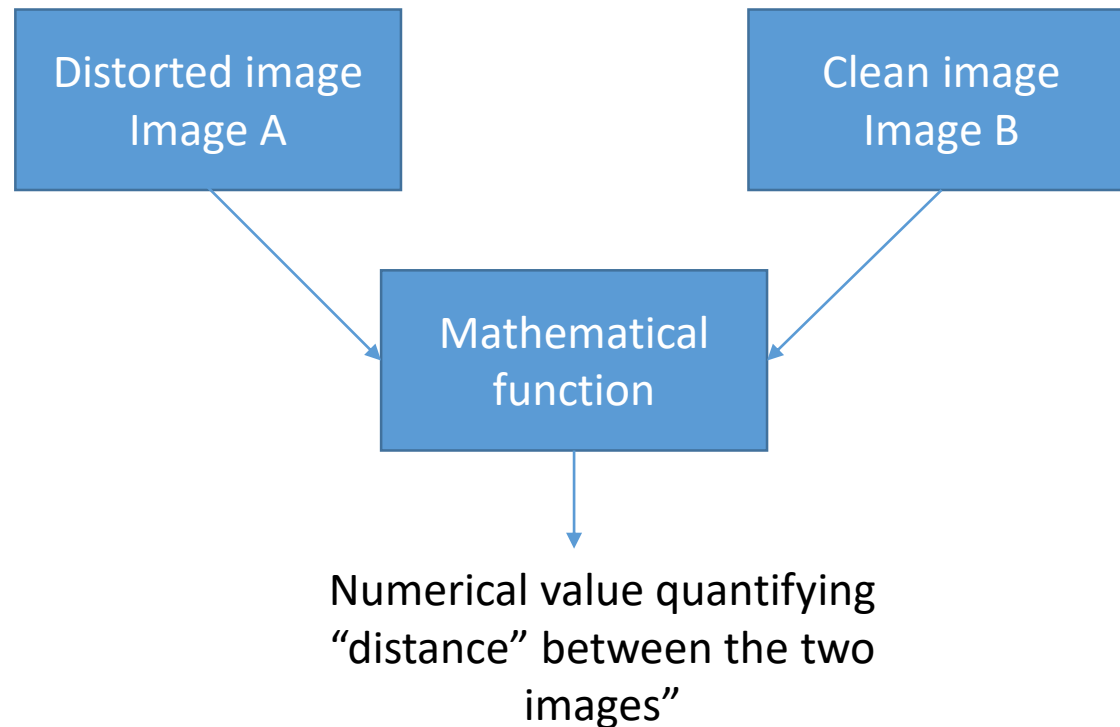 Distorted image
Image A
Clean image
Image B
Mathematical
function
Numerical value quantifying
“distance” between the two
images”